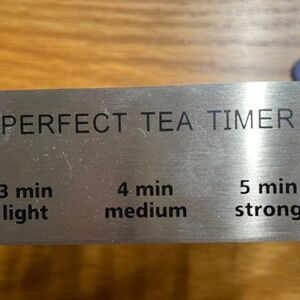 PERFECT TEA TIMER
3 min 4 min 5 min
light medium strong